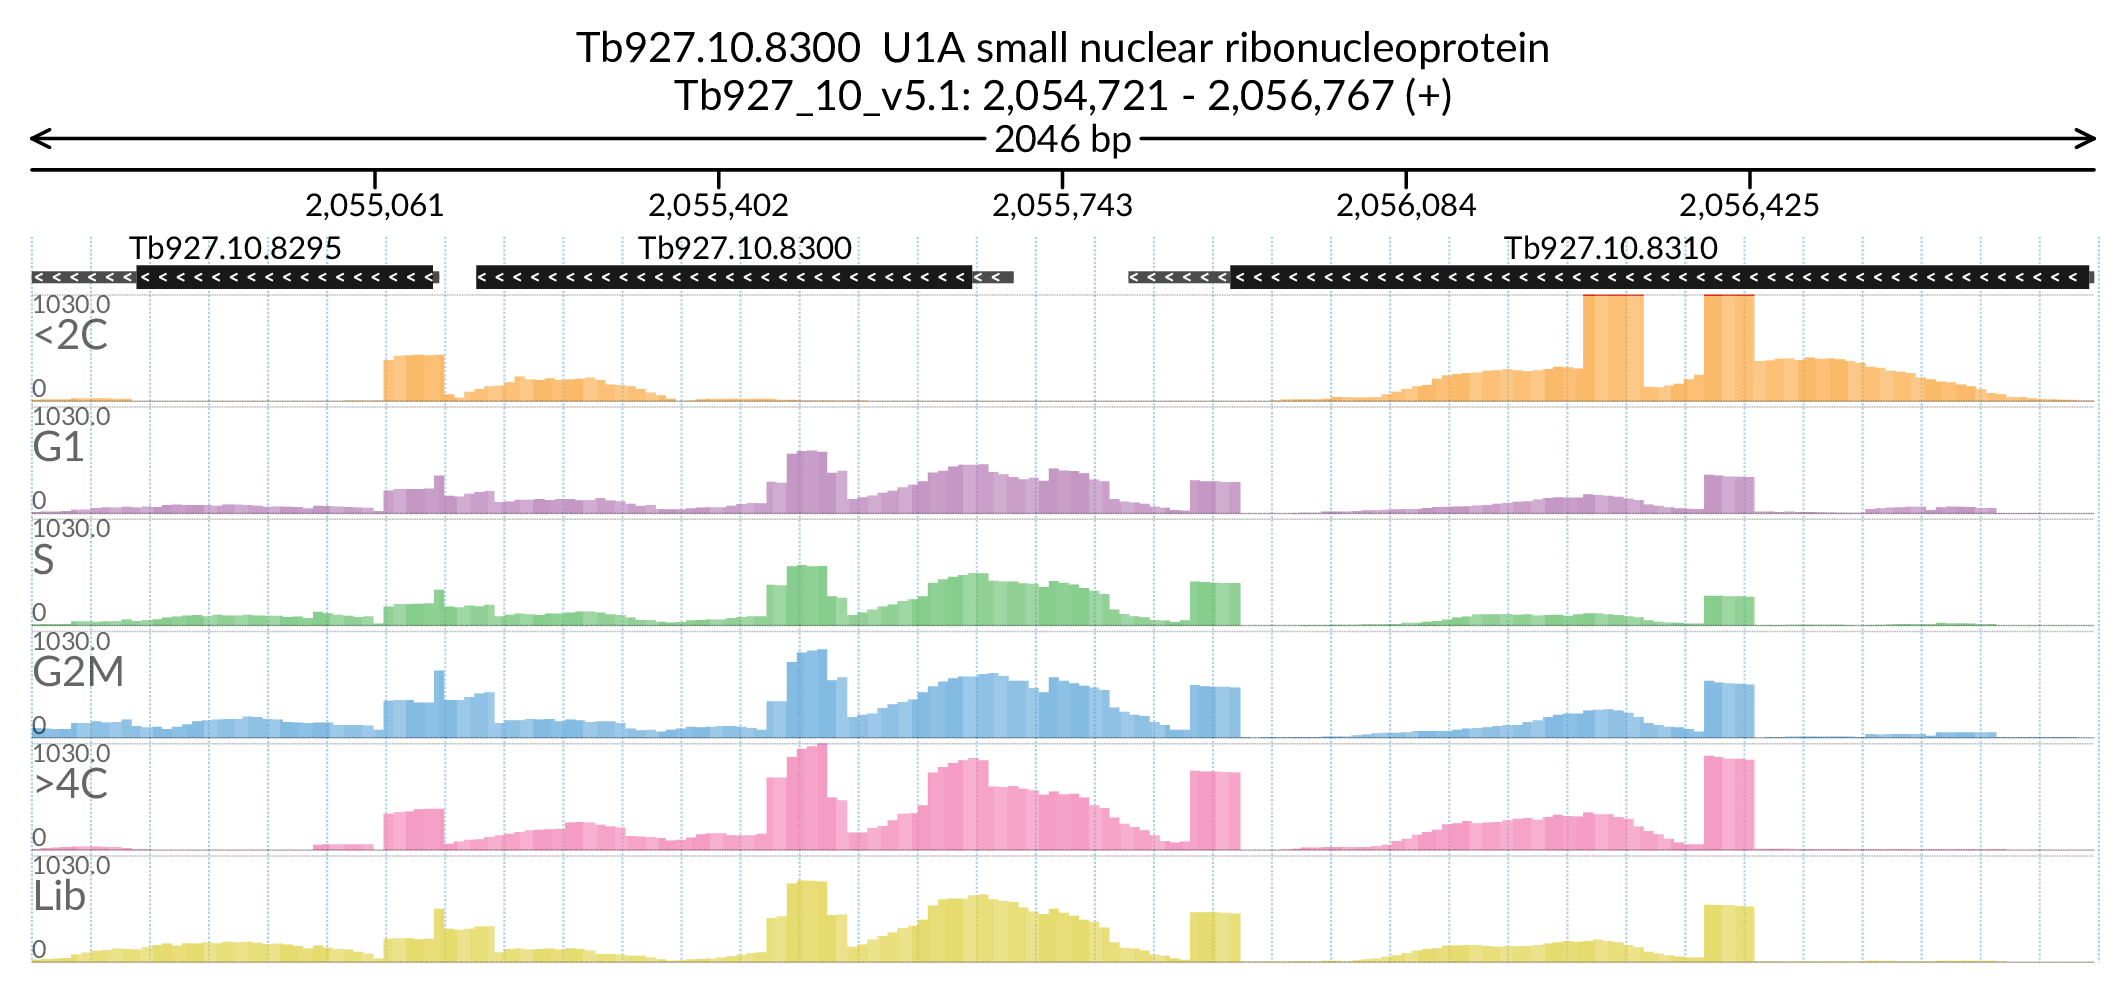 Tb927.10.8300  U1A small nuclear ribonucleoprotein
Tb927_10_v5.1: 2,054,721 - 2,056,767 (+)
2046 bp
2,055,061 2,055,402 2,055,743 2,056,084 2,056,425
Tb927.10.8295 Tb927.10.8300 Tb927.10.8310
1030.0
<2C
0
1030.0
G1
0
1030.0
S
0
1030.0
G2M
0
1030.0
>4C
0
1030.0
Lib
0